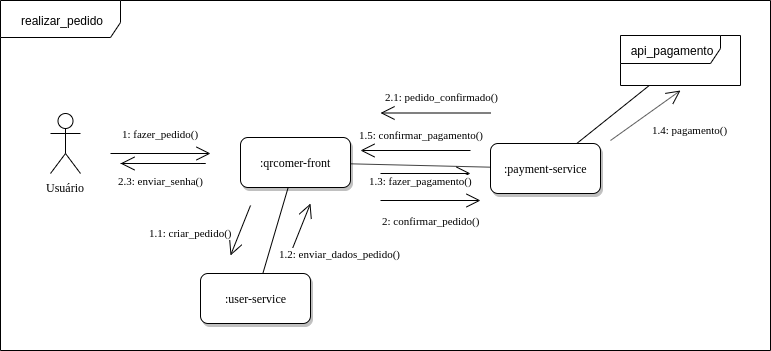 realizar_pedido
api_pagamento
2.1: pedido_confirmado()
1: fazer_pedido()
1.5: confirmar_pagamento()
1.4: pagamento()
:qrcomer-front
:payment-service
Usuário
2.3: enviar_senha()
1.3: fazer_pagamento()
2: confirmar_pedido()
1.1: criar_pedido()
1.2: enviar_dados_pedido()
:user-service